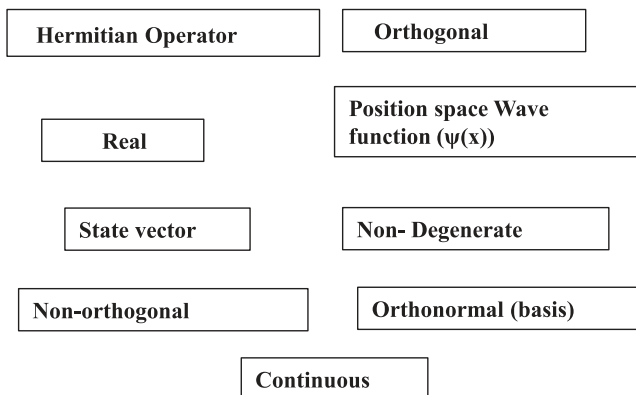 Hermitian Operator
Orthogonal
Real
Position space Wave
function (ψ(x))
State vector
Non- Degenerate
Non-orthogonal
Orthonormal (basis)
Continuous